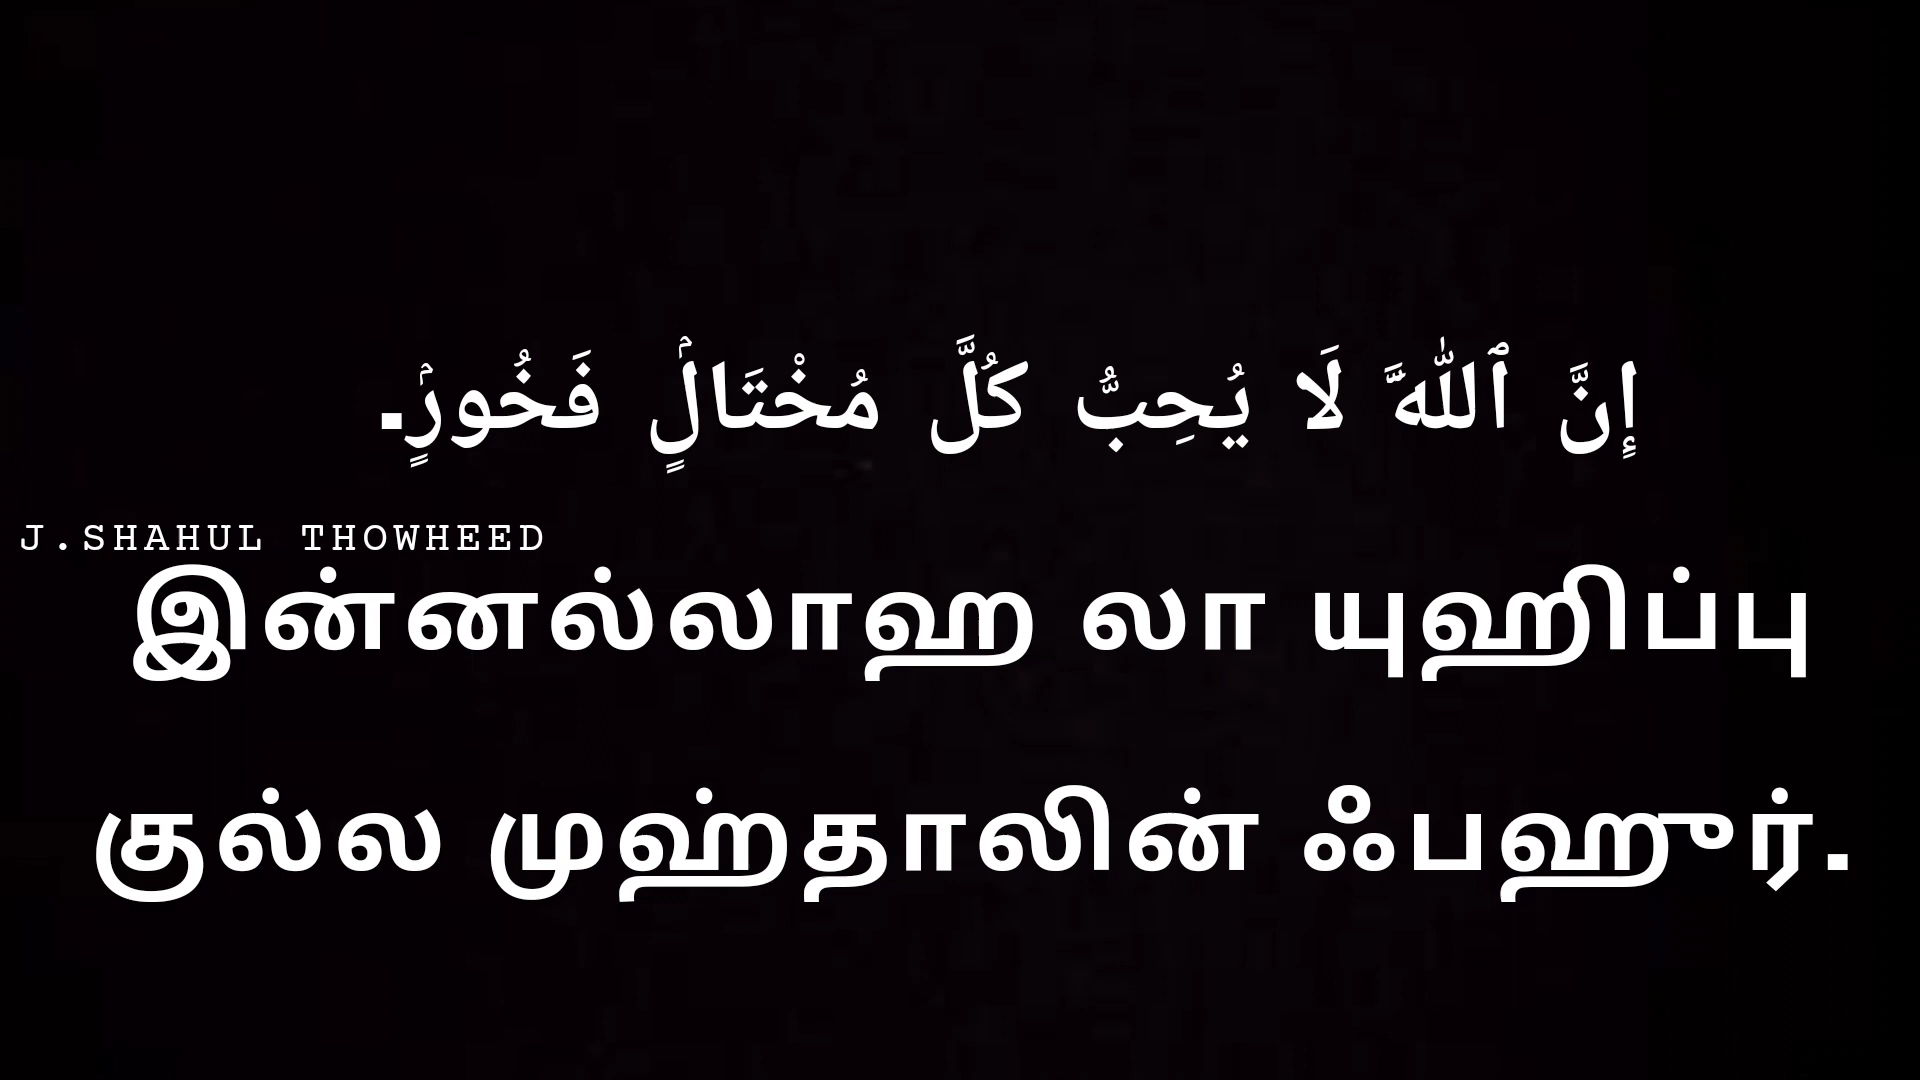 إِنَّ ٱللَّهَ لَا يُحِبُّ كُلَّ مُخْتَالٍۢ فَخُورٍۢ.
J.SHAHUL THOWHEED
இன்னல்லாஹ லா யுஹிப்பு
குல்ல முஹ்தாலின் ஃபஹுர்.